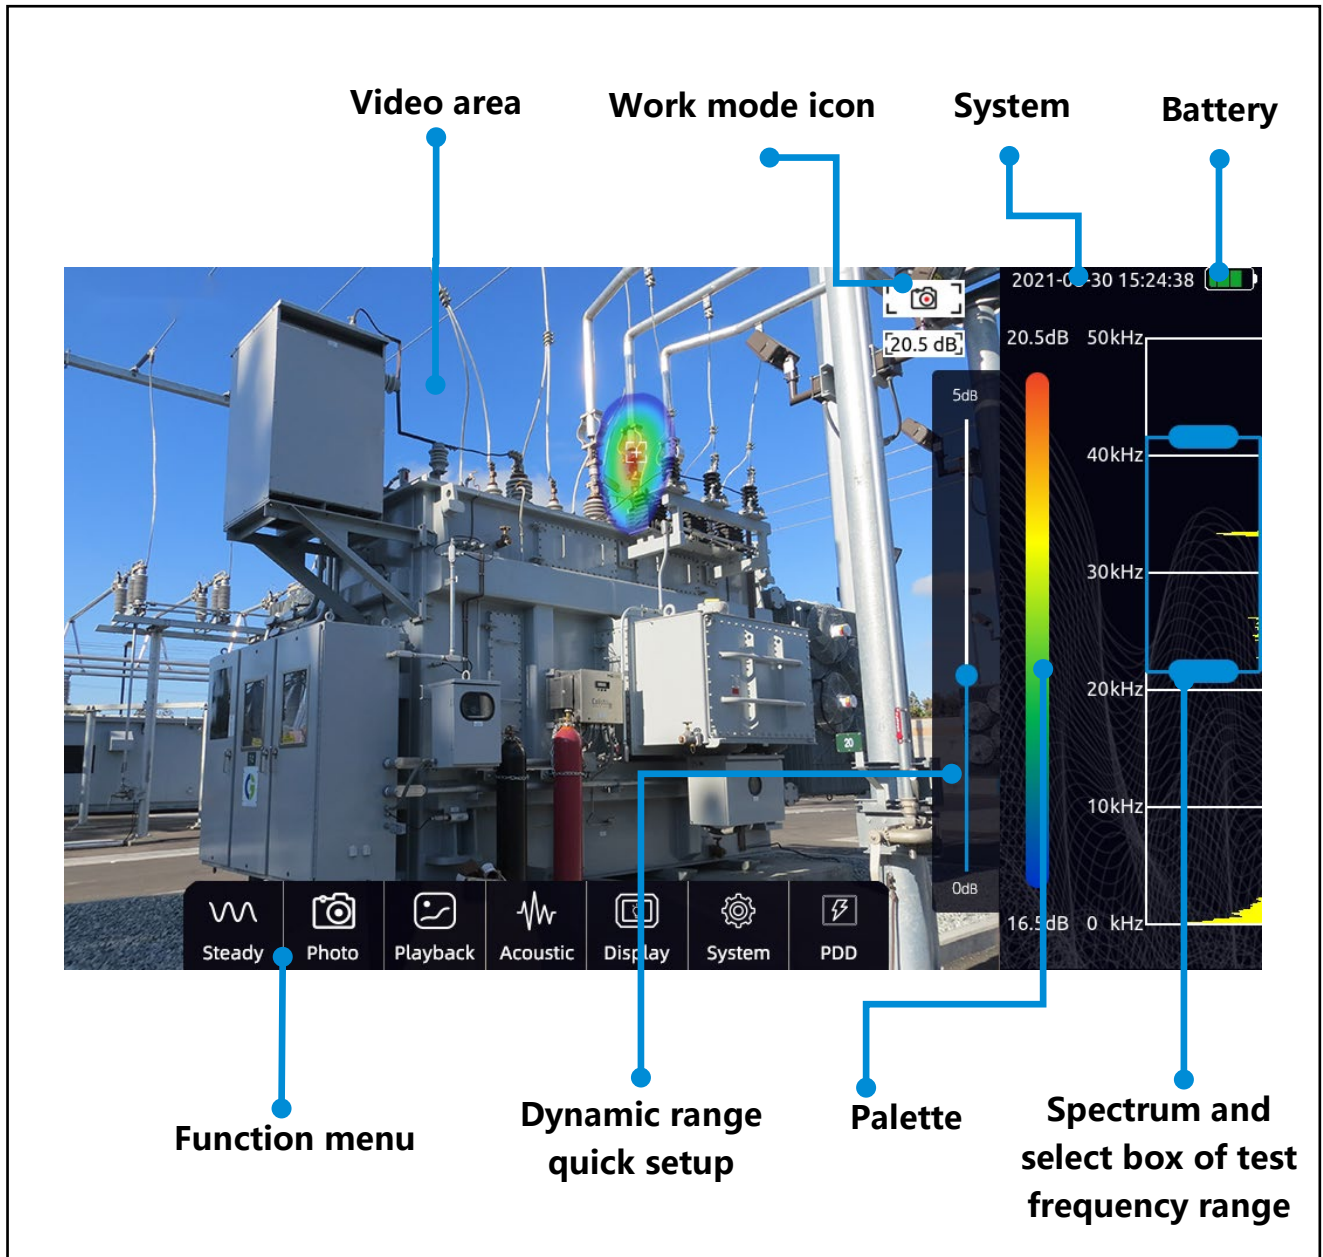 Video area
Work mode icon
System
Battery
2021-0 -30 15:24:38
20.5 dB
20.5dB
50kHz
5dB
40kHz
30kHz
20kHz
20
10kHz
0dB
16.5dB
0 kHz
Steady
Photo
Playback
Acoustic
Display
System
PDD
Function menu
Dynamic range
quick setup
Palette
Spectrum and
select box of test
frequency range